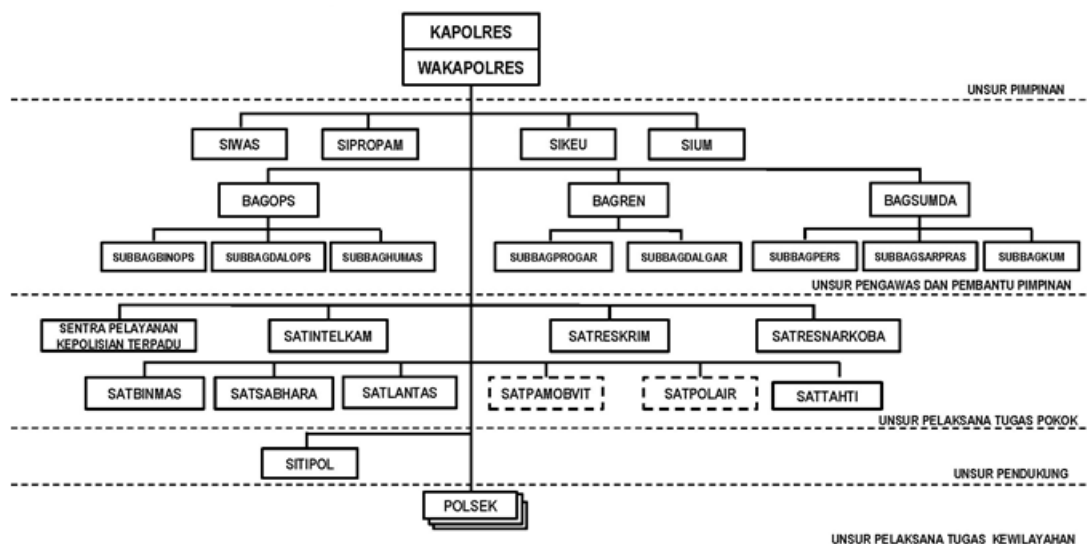 KAPOLRES
WAKAPOLRES
UNSUR PIMPINAN
SIWAS
SIPROPAM
SIKEU
SIUM
BAGOPS
BAGREN
BAGSUMDA
SUBBAGBINOPS
SUBBAGDALOPS
SUBBAGHUMAS
SUBBAGPROGAR
SUBBAGDALGAR
SUBBAGPERS
SUBBAGSARPRAS
SUBBAGKUM
UNSUR PENGAWAS DAN PEMBANTU PIMPINAN
SENTRA PELAYANAN
KEPOLISIAN TERPADU
SATINTELKAM
SATRESKRIM
SATRESNARKOBA
SATBINMAS
SATSABHARA
SATLANTAS
SATPAMOBVIT
SATPOLAIR
SATTAHTI
UNSUR PELAKSANA TUGAS POKOK
SITIPOL
UNSUR PENDUKUNG
POLSEK
UNSUR PELAKSANA TUGAS KEWILAYAHAN